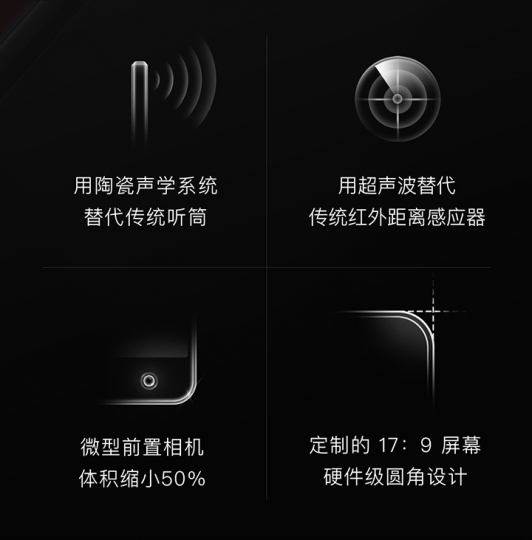 用陶瓷声学系统
替代传统听筒
用超声波替代
传统红外距离感应器
微型前置相机
体积缩小50%
定制的 17：9 屏幕
硬件级圆角设计